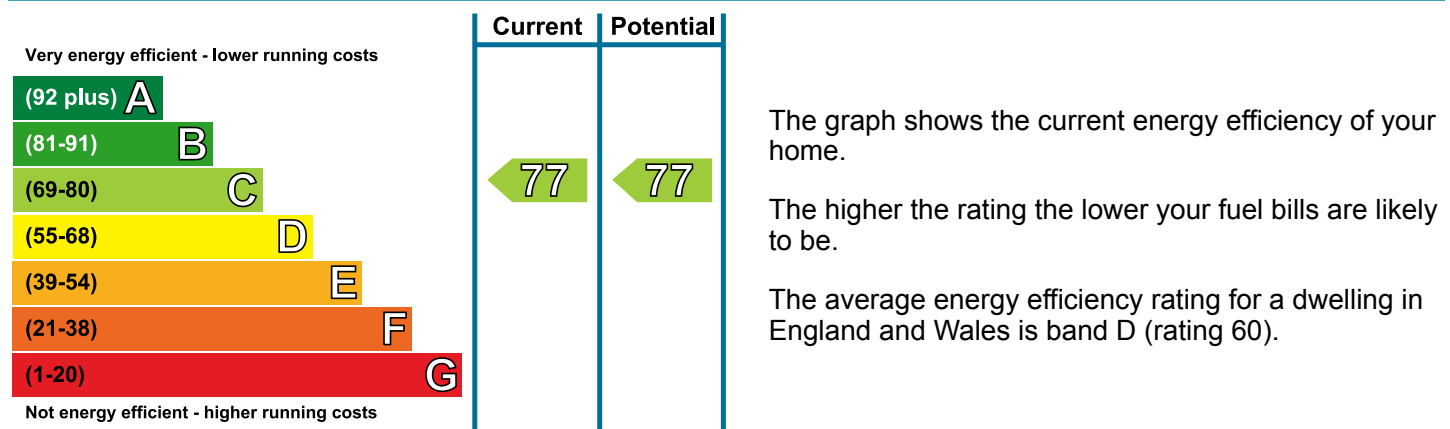 Current Potential
Very energy efficient - lower running costs
(92 plus) A
(81-91) B
(69-80) C
77 77
(55-68) D
(39-54) E
(21-38) F
(1-20) G
Not energy efficient - higher running costs
The graph shows the current energy efficiency of your
home.
The higher the rating the lower your fuel bills are likely
to be.
The average energy efficiency rating for a dwelling in
England and Wales is band D (rating 60).